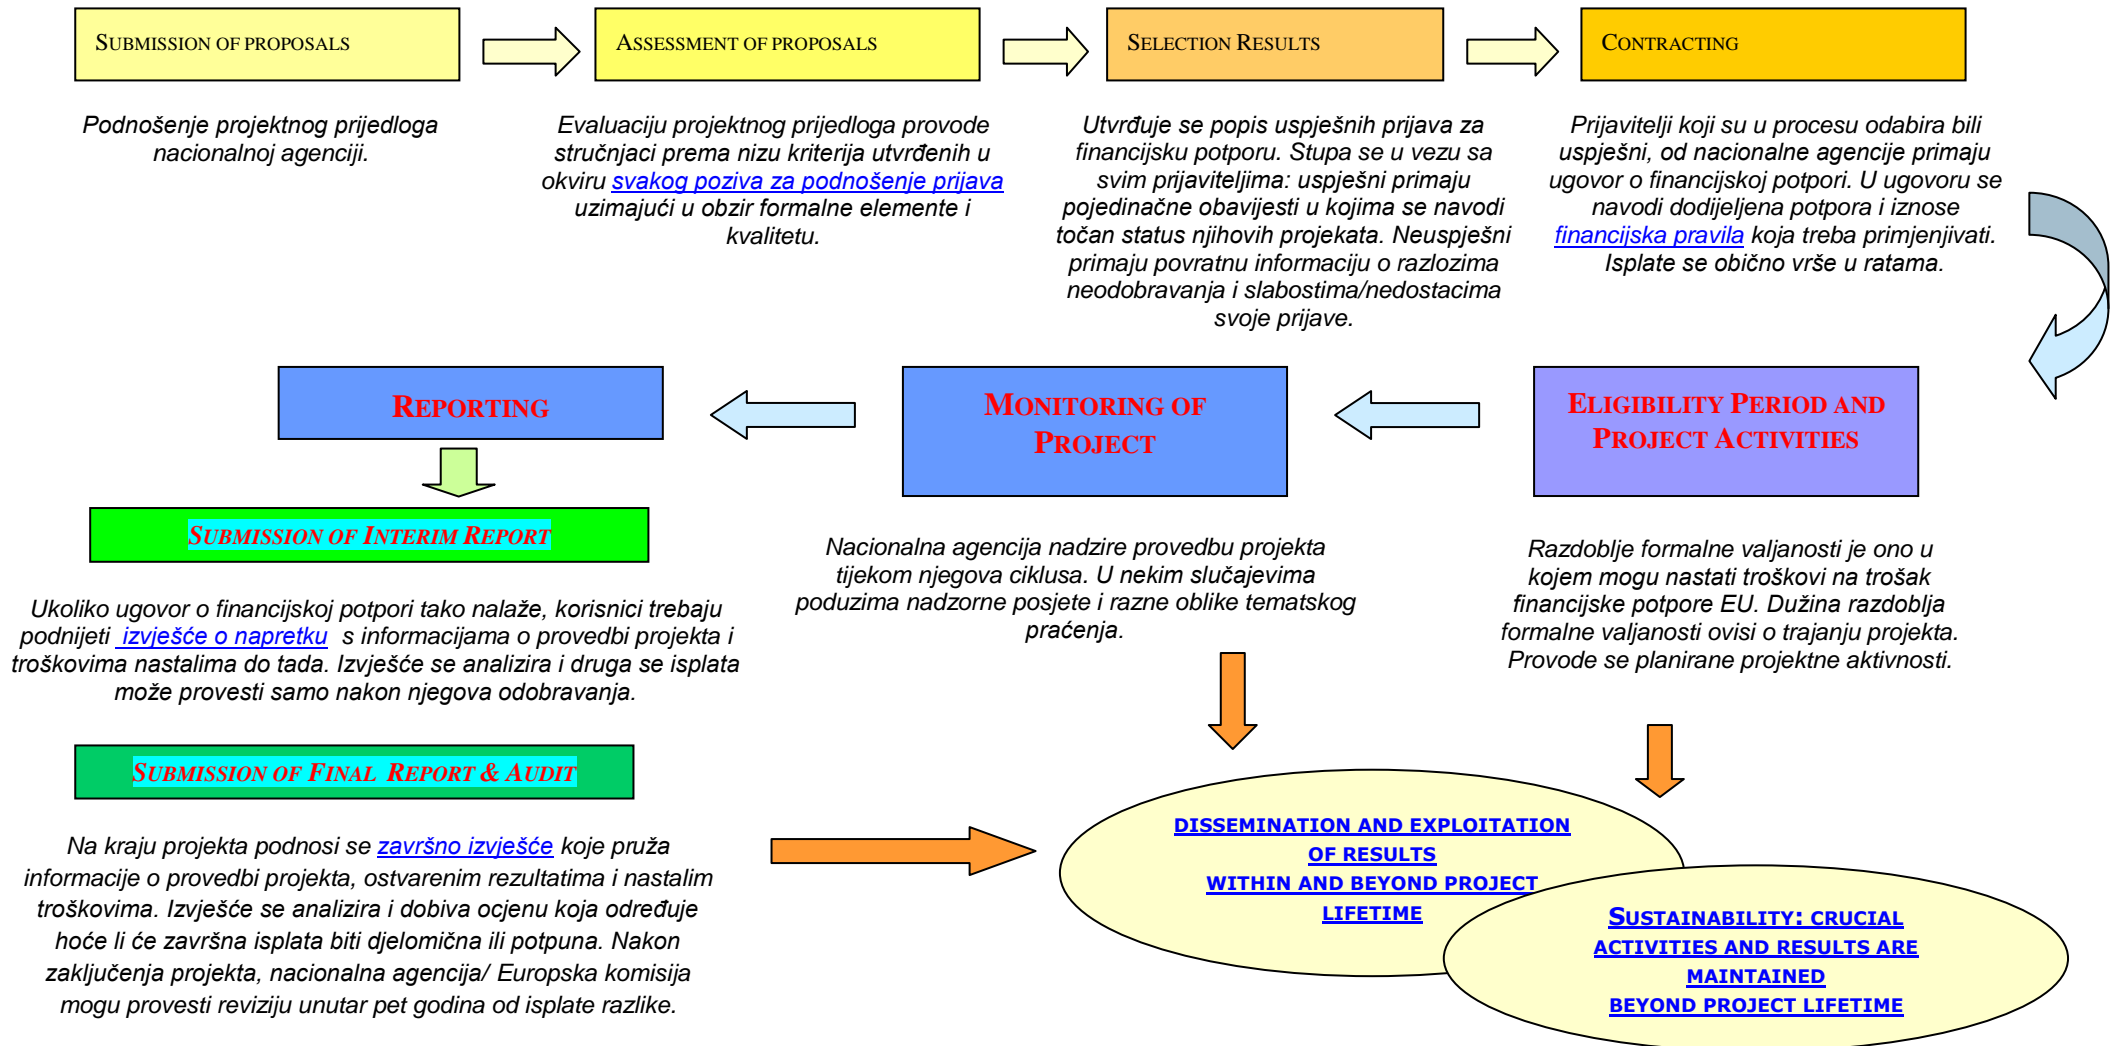 SUBMISSION OF PROPOSALS
ASSESSMENT OF PROPOSALS
SELECTION RESULTS
CONTRACTING
Podnošenje projektnog prijedloga
nacionalnoj agenciji.
Evaluaciju projektnog prijedloga provode
stručnjaci prema nizu kriterija utvrđenih u
okviru svakog poziva za podnošenje prijava
uzimajući u obzir formalne elemente i
kvalitetu.
Utvrđuje se popis uspješnih prijava za
financijsku potporu. Stupa se u vezu sa
svim prijaviteljima: uspješni primaju
pojedinačne obavijesti u kojima se navodi
točan status njihovih projekata. Neuspješni
primaju povratnu informaciju o razlozima
neodobravanja i slabostima/nedostacima
svoje prijave.
Prijavitelji koji su u procesu odabira bili
uspješni, od nacionalne agencije primaju
ugovor o financijskoj potpori. U ugovoru se
navodi dodijeljena potpora i iznose
financijska pravila koja treba primjenjivati.
Isplate se obično vrše u ratama.
REPORTING
MONITORING OF
PROJECT
ELIGIBILITY PERIOD AND
PROJECT ACTIVITIES
SUBMISSION OF INTERIM REPORT
Ukoliko ugovor o financijskoj potpori tako nalaže, korisnici trebaju
podnijeti izvješće o napretku s informacijama o provedbi projekta i
troškovima nastalima do tada. Izvješće se analizira i druga se isplata
može provesti samo nakon njegova odobravanja.
Nacionalna agencija nadzire provedbu projekta
tijekom njegova ciklusa. U nekim slučajevima
poduzima nadzorne posjete i razne oblike tematskog
praćenja.
Razdoblje formalne valjanosti je ono u
kojem mogu nastati troškovi na trošak
financijske potpore EU. Dužina razdoblja
formalne valjanosti ovisi o trajanju projekta.
Provode se planirane projektne aktivnosti.
SUBMISSION OF FINAL REPORT & AUDIT
Na kraju projekta podnosi se završno izvješće koje pruža
informacije o provedbi projekta, ostvarenim rezultatima i nastalim
troškovima. Izvješće se analizira i dobiva ocjenu koja određuje
hoće li će završna isplata biti djelomična ili potpuna. Nakon
zaključenja projekta, nacionalna agencija/ Europska komisija
mogu provesti reviziju unutar pet godina od isplate razlike.
DISSEMINATION AND EXPLOITATION
OF RESULTS
WITHIN AND BEYOND PROJECT
LIFETIME
SUSTAINABILITY: CRUCIAL
ACTIVITIES AND RESULTS ARE
MAINTAINED
BEYOND PROJECT LIFETIME